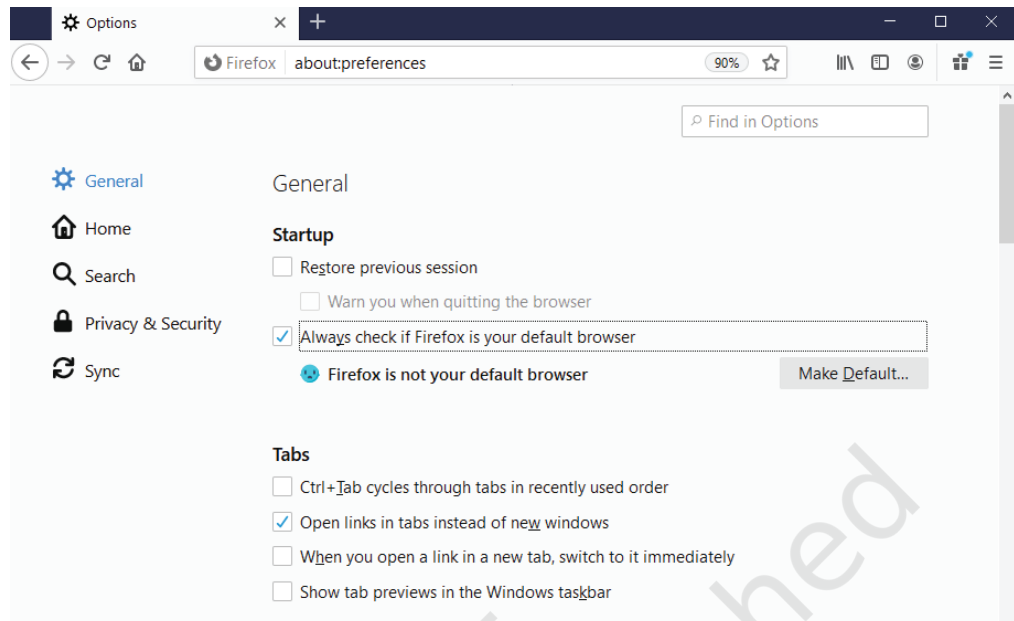 Options
Firefox about:preferences 90%
Find in Options
General
Home
Search
Privacy & Security
Sync
General
Startup
Restore previous session
Warn you when quitting the browser
Always check if Firefox is your default browser
Firefox is not your default browser
Make Default...
Tabs
Ctrl+Tab cycles through tabs in recently used order
Open links in tabs instead of new windows
When you open a link in a new tab, switch to it immediately
Show tab previews in the Windows taskbar
hed